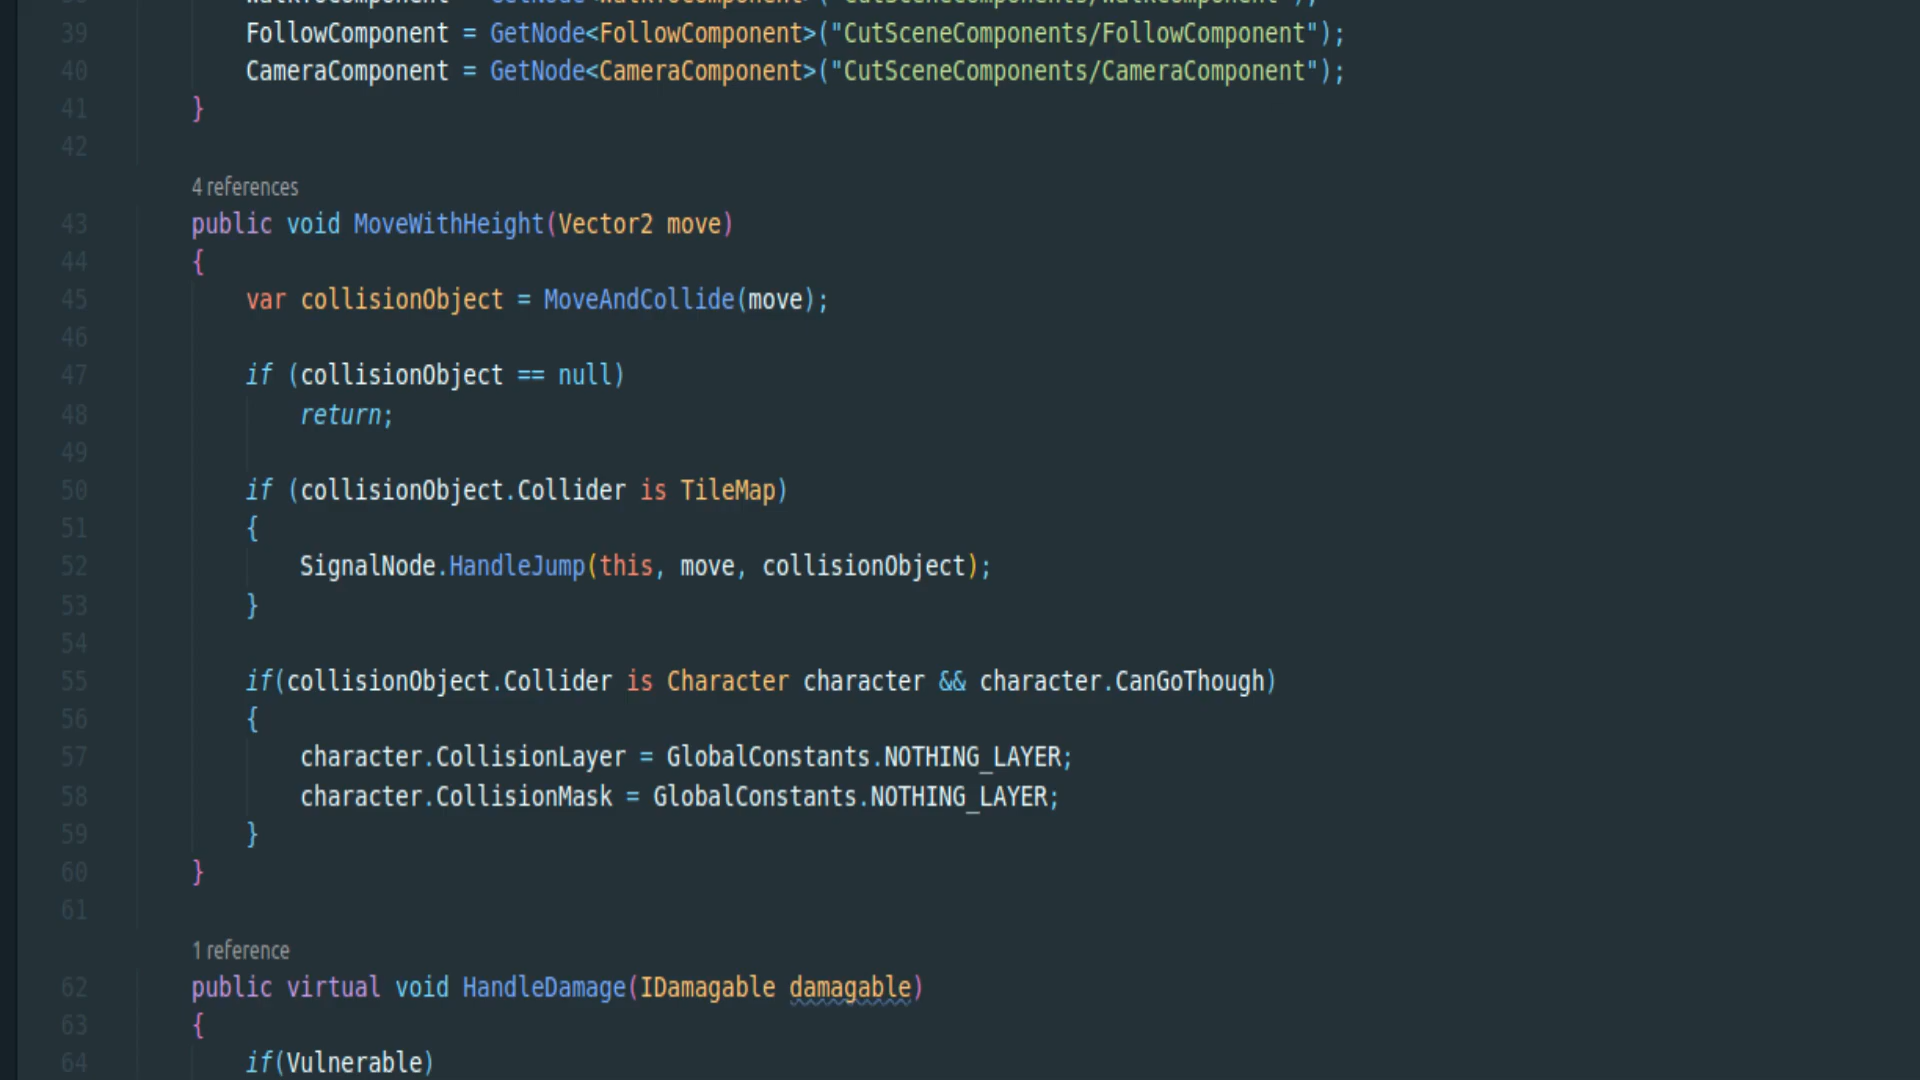 39 FollowComponent = GetNode<FollowComponent>("CutSceneComponents/FollowComponent");
40 CameraComponent = GetNode<CameraComponent>("CutSceneComponents/CameraComponent");
41 }
42
4 references
43 public void MoveWithHeight(Vector2 move)
44 {
45 var collisionObject = MoveAndCollide(move);
46
47 if (collisionObject == null)
48 return;
49
50 if (collisionObject.Collider is TileMap)
51 {
52 SignalNode.HandleJump(this, move, collisionObject);
53 }
54
55 if(collisionObject.Collider is Character character && character.CanGoThough)
56 {
57 character.CollisionLayer = GlobalConstants.NOTHING_LAYER;
58 character.CollisionMask = GlobalConstants.NOTHING_LAYER;
59 }
60 }
61
1 reference
62 public virtual void HandleDamage(IDamagable damagable)
63 {
64 if(Vulnerable)